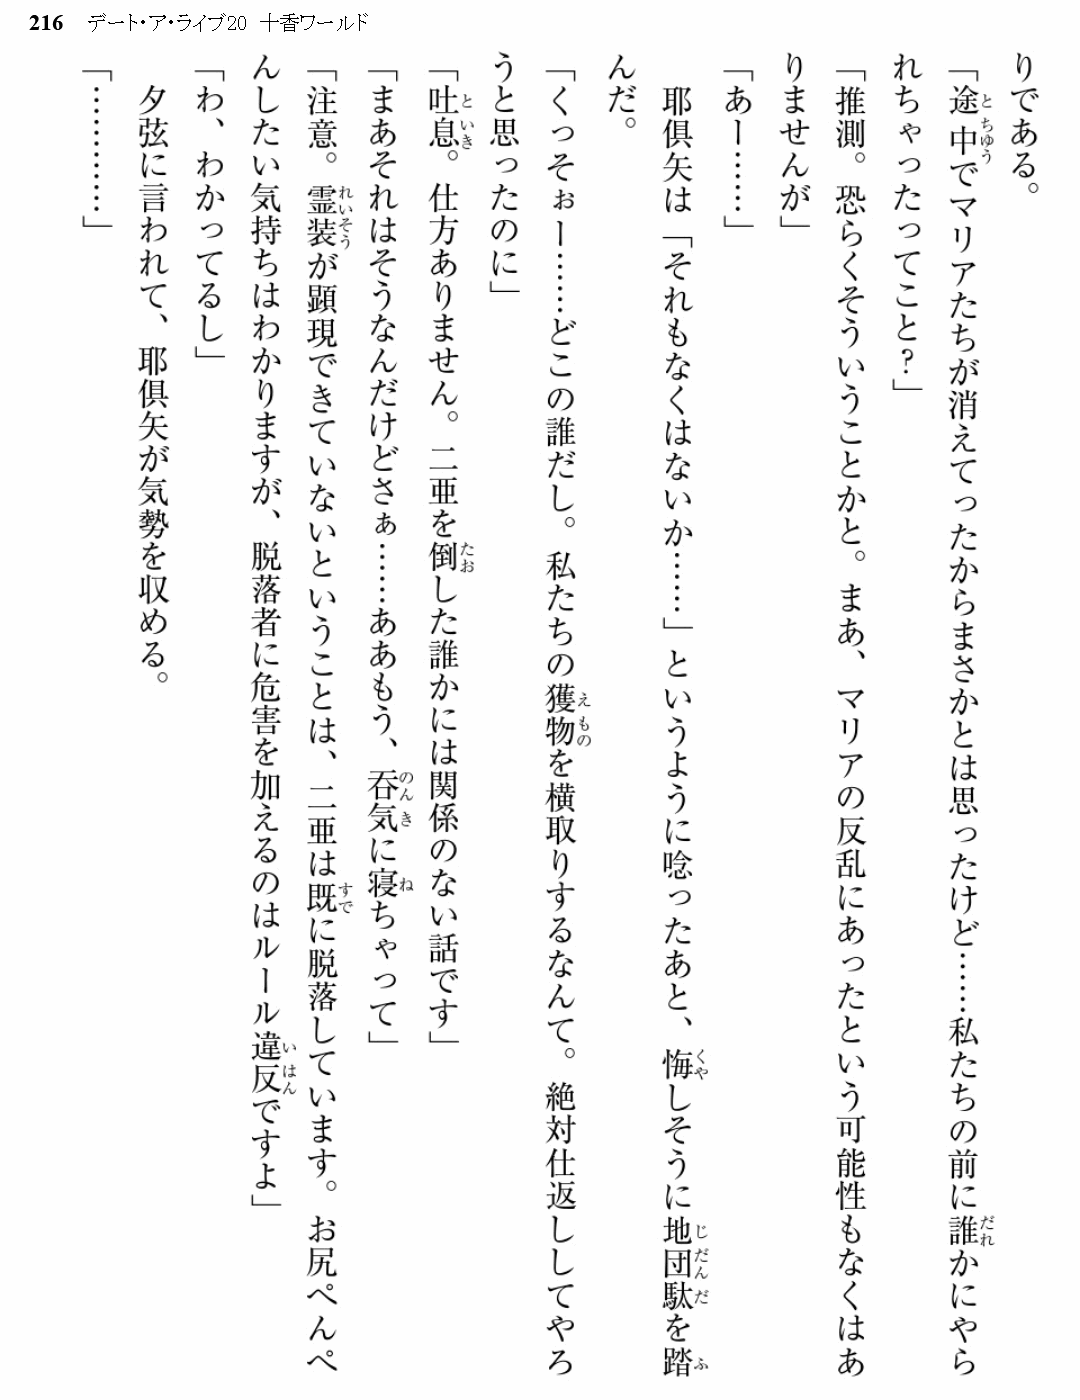 216 デート・ア・ライブ20 十香ワールド
りである。
「途中でマリアたちが消えてったからまさかとは思ったけど……私たちの前に誰かにやら
れちゃったってこと?」
「推測。恐らくそういうことかと。まあ、マリアの反乱にあったという可能性もなくはあ
りませんが」
「あー……」
耶倶矢は「それもなくはないか……」というように唸ったあと、悔しそうに地団駄を踏
んだ。
「くっそぉー……どこの誰だし。私たちの獲物を横取りするなんて。絶対仕返ししてやろ
うと思ったのに」
「吐息。仕方ありません。二亜を倒した誰かには関係のない話です」
「まあそれはそうなんだけどさぁ……ああもう、呑気に寝ちゃって」
「注意。霊装が顕現できていないということは、二亜は既に脱落しています。お尻ぺんぺ
んしたい気持ちはわかりますが、脱落者に危害を加えるのはルール違反ですよ」
「わ、わかってるし」
夕弦に言われて、耶倶矢が気勢を収める。
「…………」